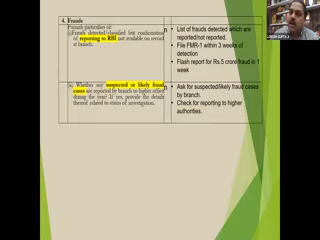 4. Frauds
Furnish particulars of:
(i)Frauds detected/classified but confirmation
of reporting to RBI not available on record
at branch.
n
• List of frauds detected which are
reported/not reported.
• File FMR-1 within 3 weeks of
detection
• Flash report for Rs.5 crore fraud in 1
week
(ii) Whether any suspected or likely fraud
cases are reported by branch to higher office
during the year? If yes, provide the details
thereof related to status of investigation.
n
• Ask for suspected/likely fraud cases
by branch.
• Check for reporting to higher
authorities.